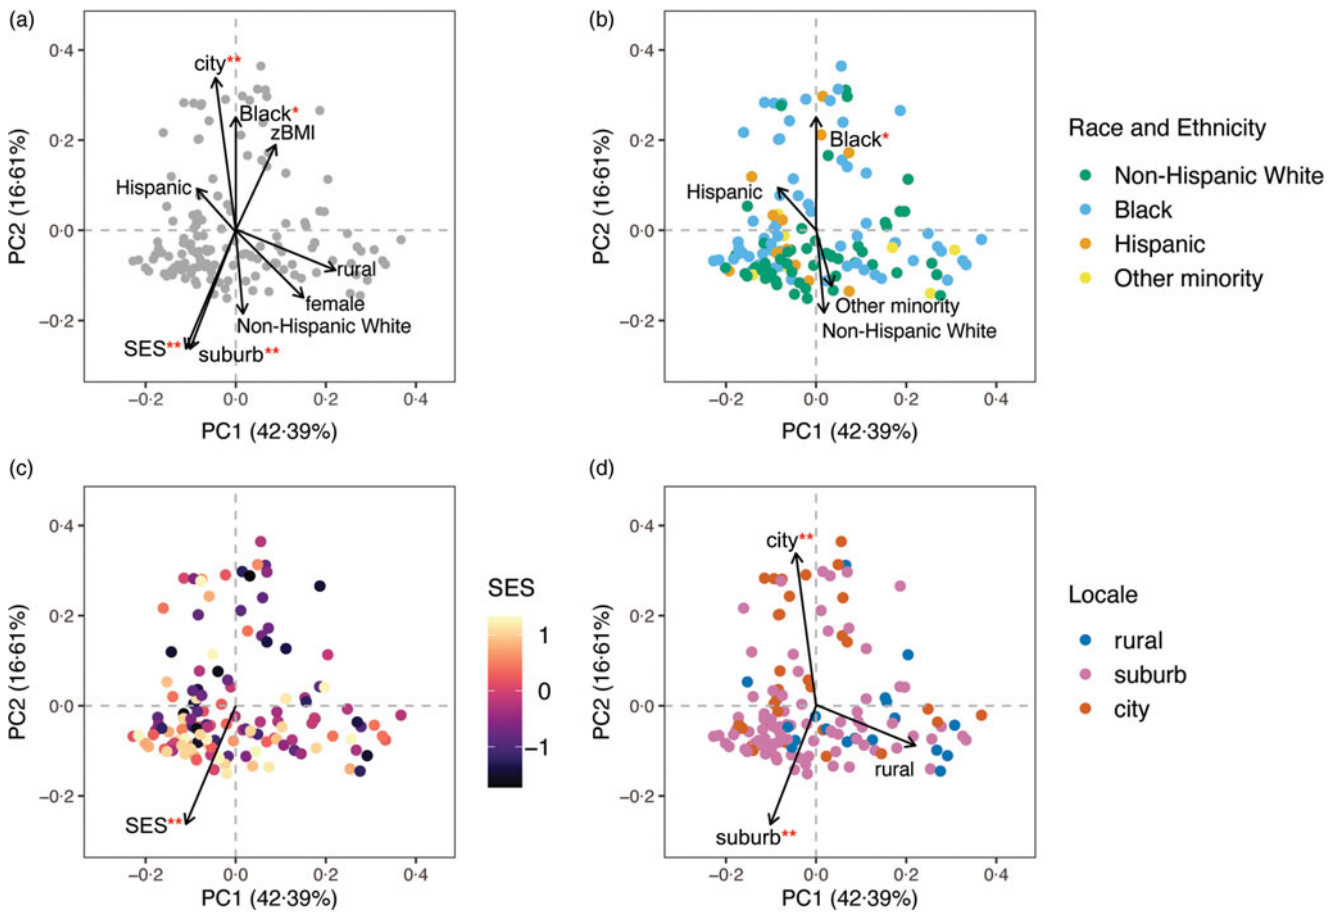 (a)
0·4
0·2
0·0
−0·2
PC2 (16·61%)
city**
Black*
zBMI
Hispanic
rural
female
Non-Hispanic White
SES**
suburb**
−0·2
0·0
0·2
0·4
PC1 (42·39%)
(b)
0·4
0·2
0·0
−0·2
PC2 (16·61%)
Black*
Hispanic
Other minority
Non-Hispanic White
−0·2
0·0
0·2
0·4
PC1 (42·39%)
Race and Ethnicity
Non-Hispanic White
Black
Hispanic
Other minority
(c)
0·4
0·2
0·0
−0·2
PC2 (16·61%)
SES**
−0·2
0·0
0·2
0·4
PC1 (42·39%)
SES
1
0
−1
(d)
0·4
0·2
0·0
−0·2
PC2 (16·61%)
city**
rural
suburb**
−0·2
0·0
0·2
0·4
PC1 (42·39%)
Locale
rural
suburb
city